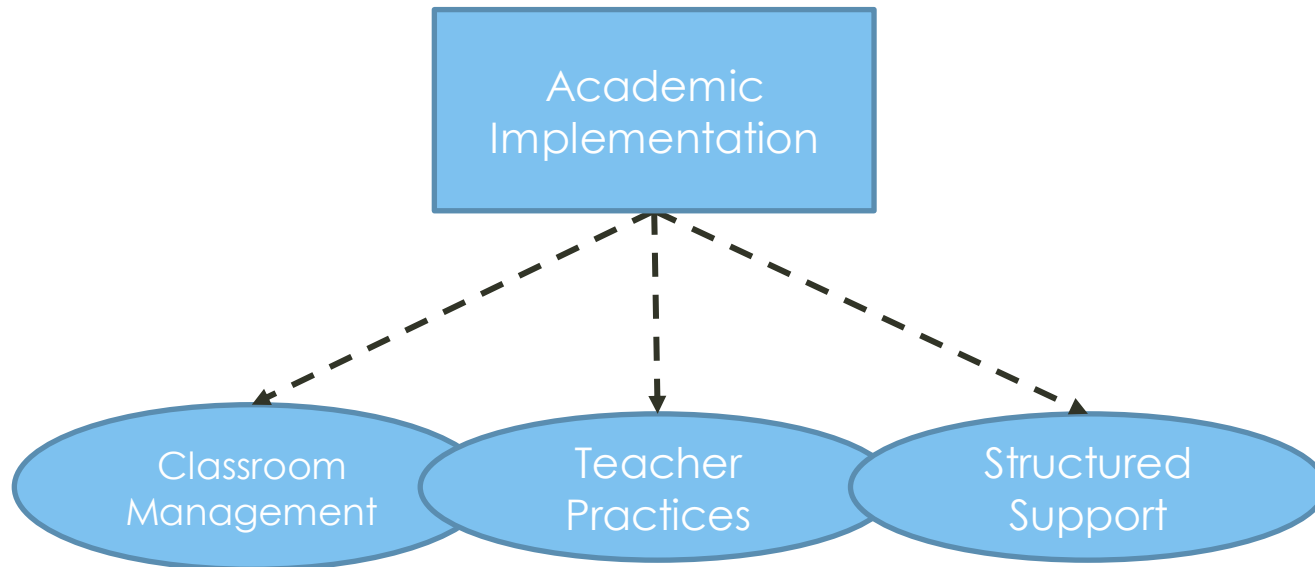 Academic
Implementation
Classroom
Management
Teacher
Practices
Structured
Support